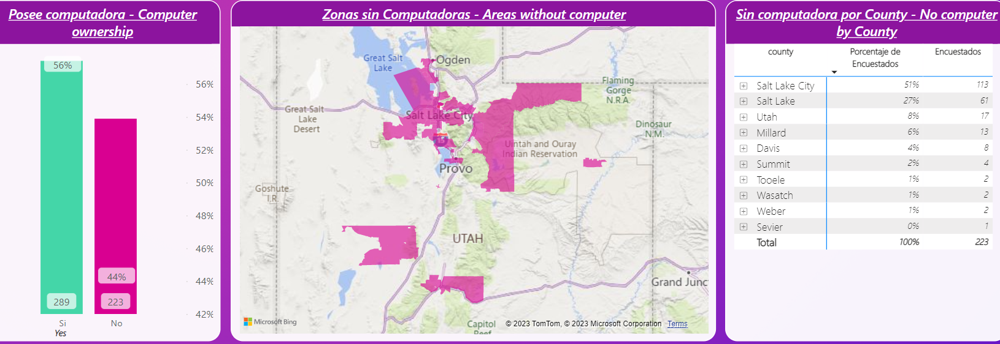 Posee computadora - Computer
ownership
56%
44%
289
223
56%
54%
52%
50%
48%
46%
44%
42%
Si
Yes
No
Zonas sin Computadoras - Areas without computer
Great Salt
Lake
Ogden
Great Salt
Lake
Desert
Salt Lake City
Flaming
Gorge
N.R.A.
Dinosaur
N.M.
15
Uintah and Ouray
Indian Reservation
Provo
Goshute
I.R.
UTAH
Grand Junc
Capitol
Reef
Microsoft Bing
© 2023 TomTom, © 2023 Microsoft Corporation Terms
Sin computadora por County - No computer
by County
county Porcentaje de Encuestados
Encuestados
Salt Lake City 51% 113
Salt Lake 27% 61
Utah 8% 17
Millard 6% 13
Davis 4% 8
Summit 2% 4
Tooele 1% 2
Wasatch 1% 2
Weber 1% 2
Sevier 0% 1
Total 100% 223